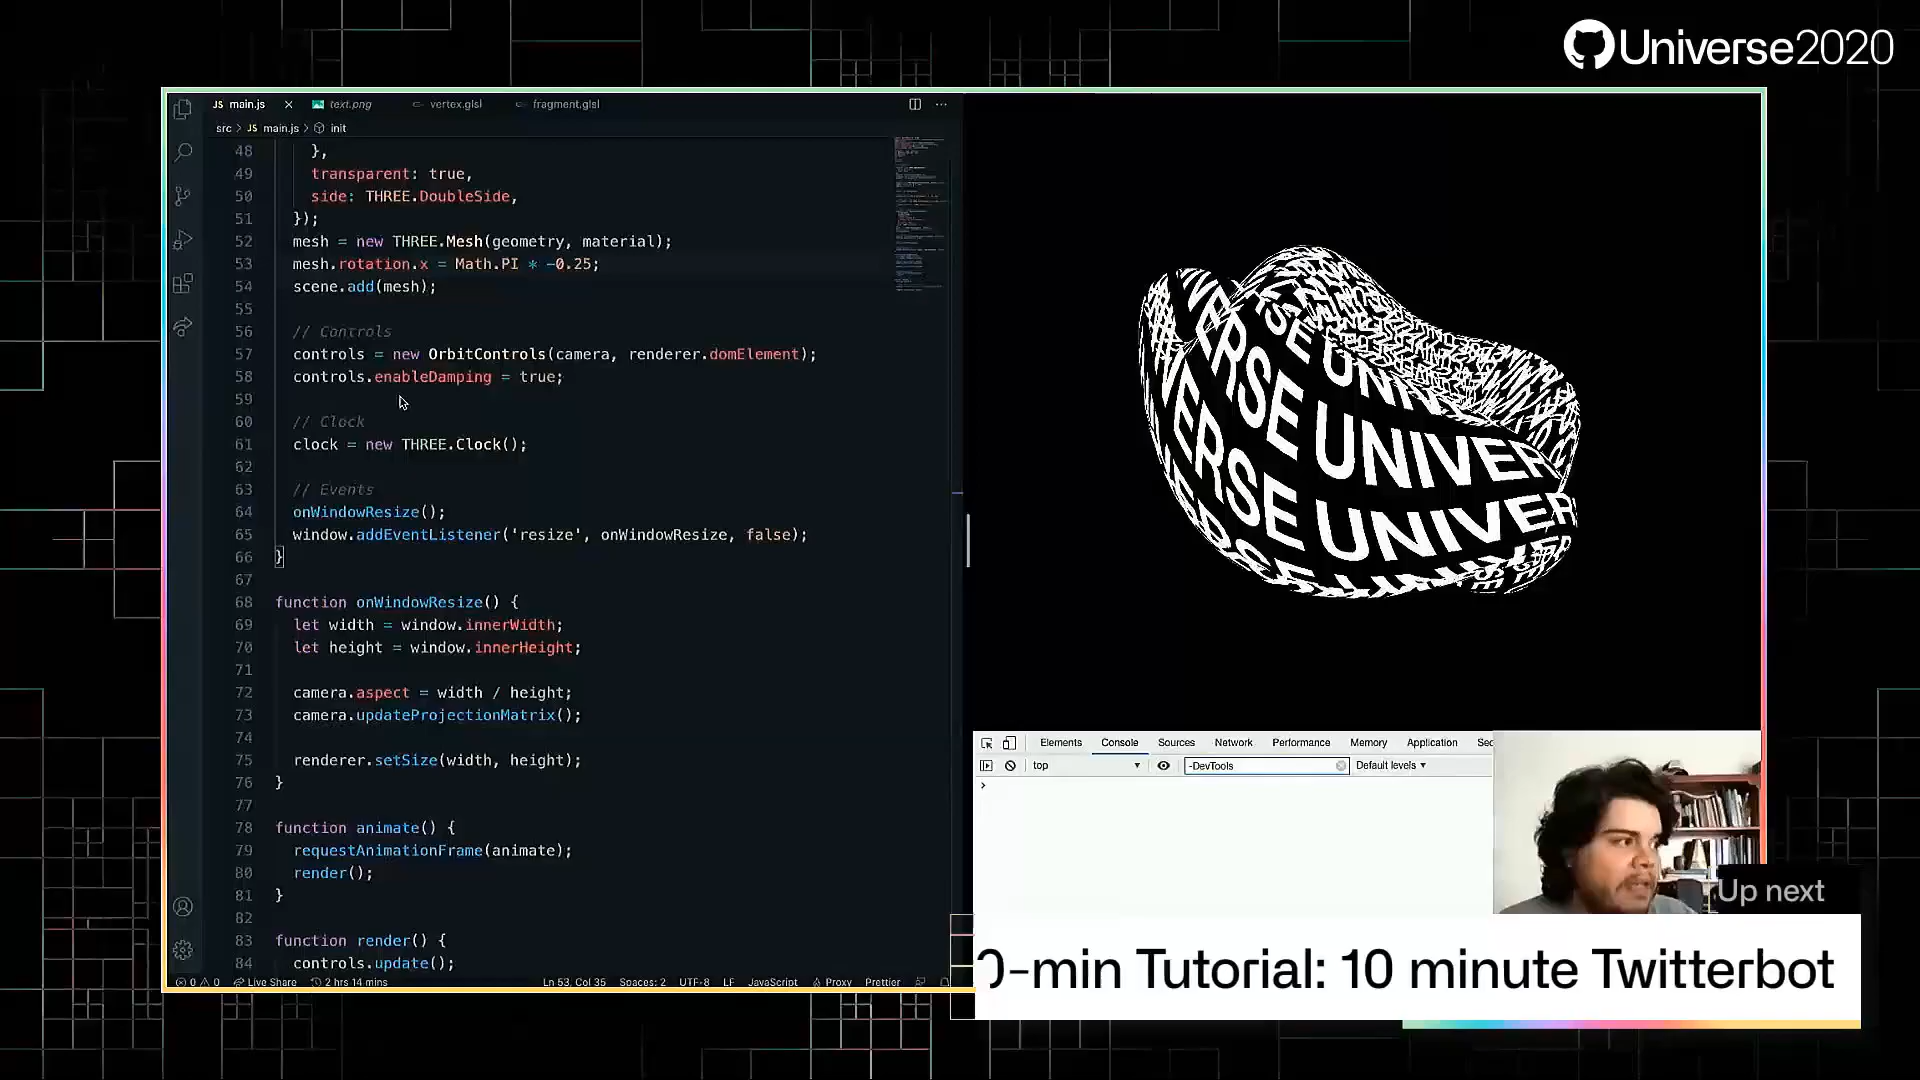 Universe2020
JS main.js
text.png
vertex.glsl
fragment.glsl
src > JS main.js > init
48 },
49 transparent: true,
50 side: THREE.DoubleSide,
51 });
52 mesh = new THREE.Mesh(geometry, material);
53 mesh.rotation.x = Math.PI * -0.25;
54 scene.add(mesh);
55
56 // Controls
57 controls = new OrbitControls(camera, renderer.domElement);
58 controls.enableDamping = true;
59
60 // Clock
61 clock = new THREE.Clock();
62
63 // Events
64 onWindowResize();
65 window.addEventListener('resize', onWindowResize, false);
66 }
67
68 function onWindowResize() {
69 let width = window.innerWidth;
70 let height = window.innerHeight;
71
72 camera.aspect = width / height;
73 camera.updateProjectionMatrix();
74
75 renderer.setSize(width, height);
76 }
77
78 function animate() {
79 requestAnimationFrame(animate);
80 render();
81 }
82
83 function render() {
84 controls.update();
0 0 Live Share 2 hrs 14 mins Ln 53, Col 35 Spaces: 2 UTF-8 LF JavaScript Proxy Prettier
ERSE UNIVER
ERSE UNIVER
Elements Console Sources Network Performance Memory Application Sec
top -DevTools Default levels
Up next
0-min Tutorial: 10 minute Twitterbot